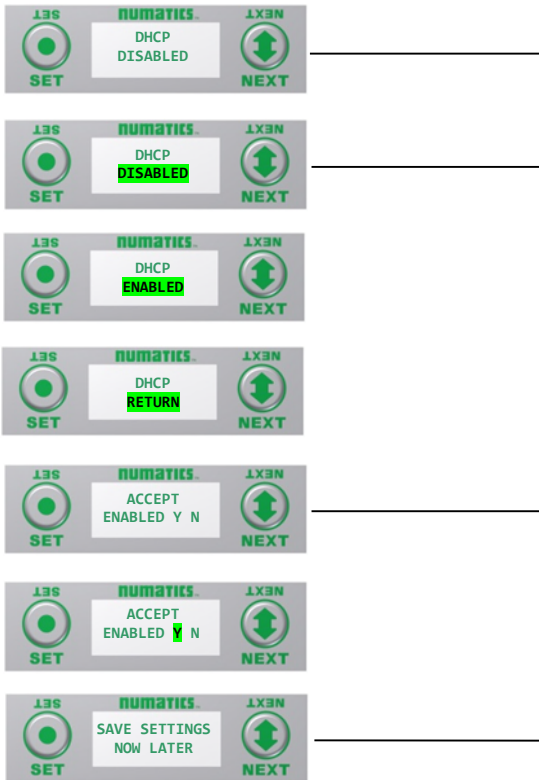 SET numatics. NEXT
DHCP
DISABLED
SET NEXT
SET numatics. NEXT
DHCP
DISABLED
SET NEXT
SET numatics. NEXT
DHCP
ENABLED
SET NEXT
SET numatics. NEXT
DHCP
RETURN
SET NEXT
SET numatics. NEXT
ACCEPT
ENABLED Y N
SET NEXT
SET numatics. NEXT
ACCEPT
ENABLED Y N
SET NEXT
SET numatics. NEXT
SAVE SETTINGS
NOW LATER
SET NEXT